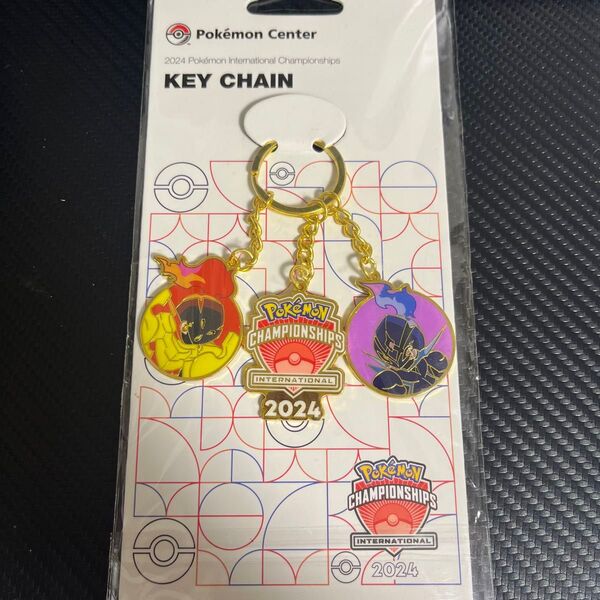 Pokémon Center
2024 Pokémon International Championships
KEY CHAIN
POKéMON
CHAMPIONSHIPS
INTERNATIONAL
2024
POKéMON
CHAMPIONSHIPS
INTERNATIONAL
2024